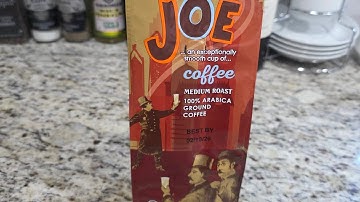 JOE
... an exceptionally
smooth cup of...
coffee
MEDIUM ROAST
100% ARABICA
GROUND
COFFEE
BEST BY